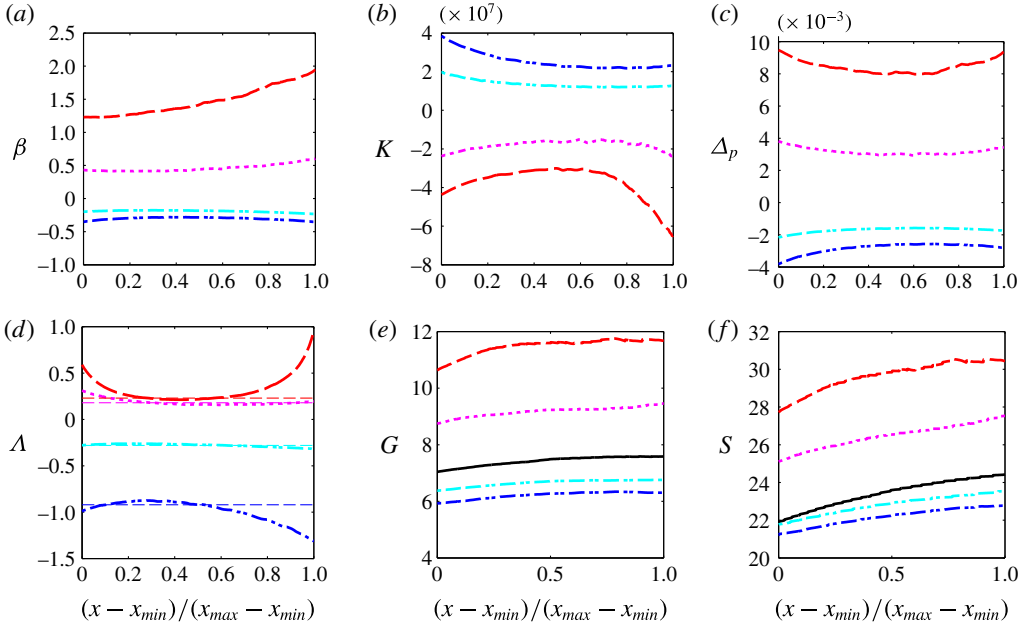 (a)
2.5
2.0
1.5
1.0
0.5
0
−0.5
−1.0
β
0 0.2 0.4 0.6 0.8 1.0
(b)
(× 10⁷)
4
2
0
−2
−4
−6
−8
K
0 0.2 0.4 0.6 0.8 1.0
(c)
(× 10⁻³)
10
8
6
4
2
0
−2
−4
Δₚ
0 0.2 0.4 0.6 0.8 1.0
(d)
1.0
0.5
0
−0.5
−1.0
−1.5
Λ
0 0.2 0.4 0.6 0.8 1.0
(x − x_min)/(x_max − x_min)
(e)
12
10
8
6
4
G
0 0.5 1.0
(x − x_min)/(x_max − x_min)
(f)
32
30
28
26
24
22
20
S
0 0.5 1.0
(x − x_min)/(x_max − x_min)